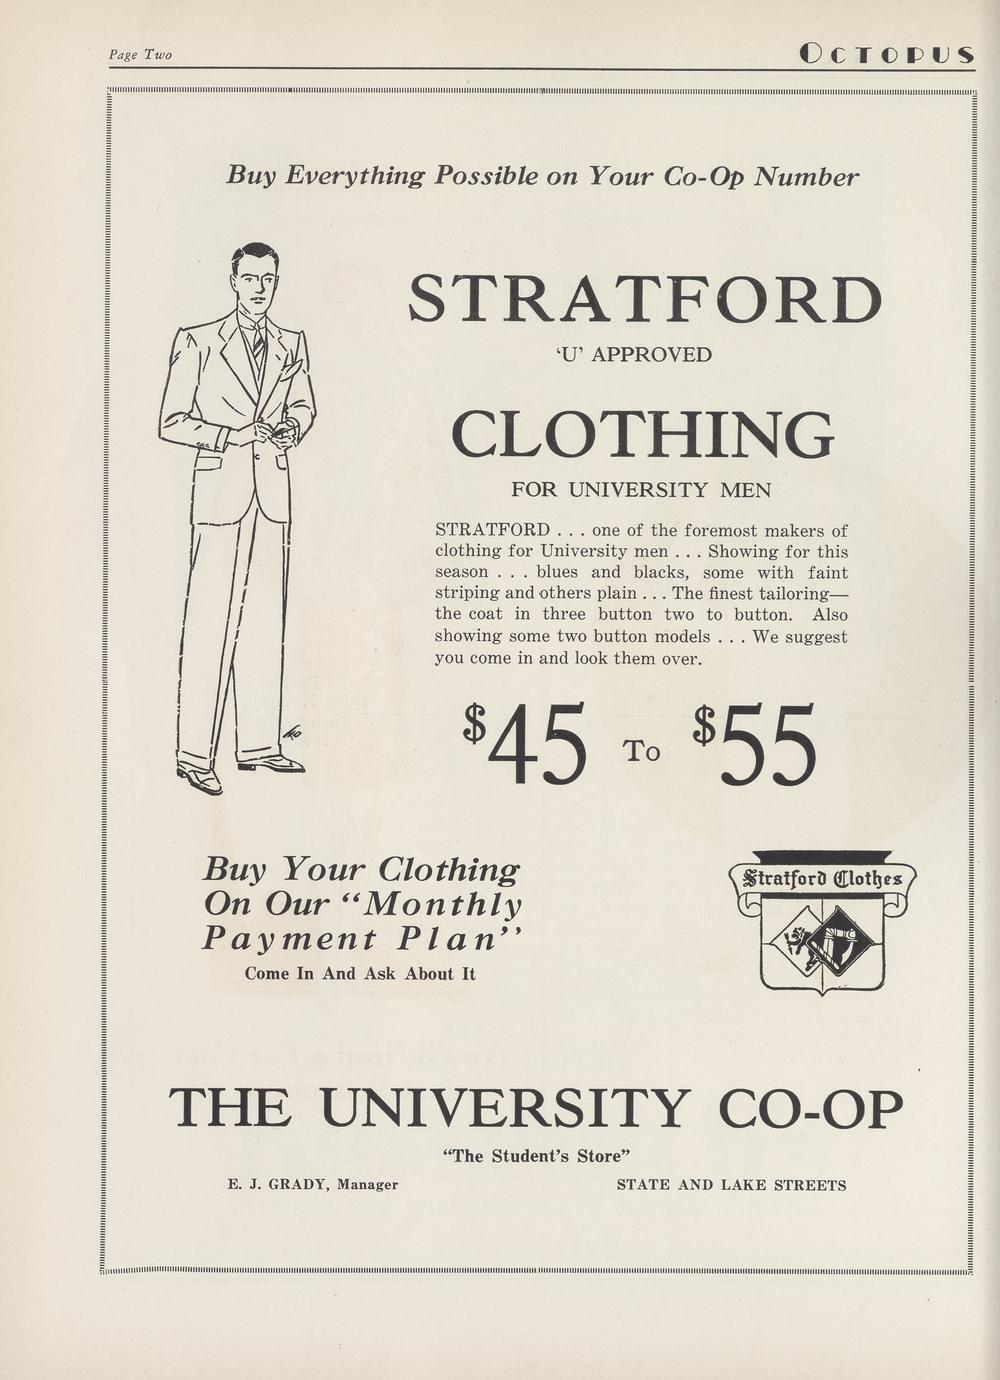 Page Two
OCTOPUS
Buy Everything Possible on Your Co-Op Number
STRATFORD
'U' APPROVED
CLOTHING
FOR UNIVERSITY MEN
STRATFORD . . . one of the foremost makers of
clothing for University men . . . Showing for this
season . . . blues and blacks, some with faint
striping and others plain . . . The finest tailoring—
the coat in three button two to button. Also
showing some two button models . . . We suggest
you come in and look them over.
$45 To $55
Buy Your Clothing
On Our “Monthly
Payment Plan”
Come In And Ask About It
Stratford Clothes
THE UNIVERSITY CO-OP
“The Student’s Store”
E. J. GRADY, Manager
STATE AND LAKE STREETS